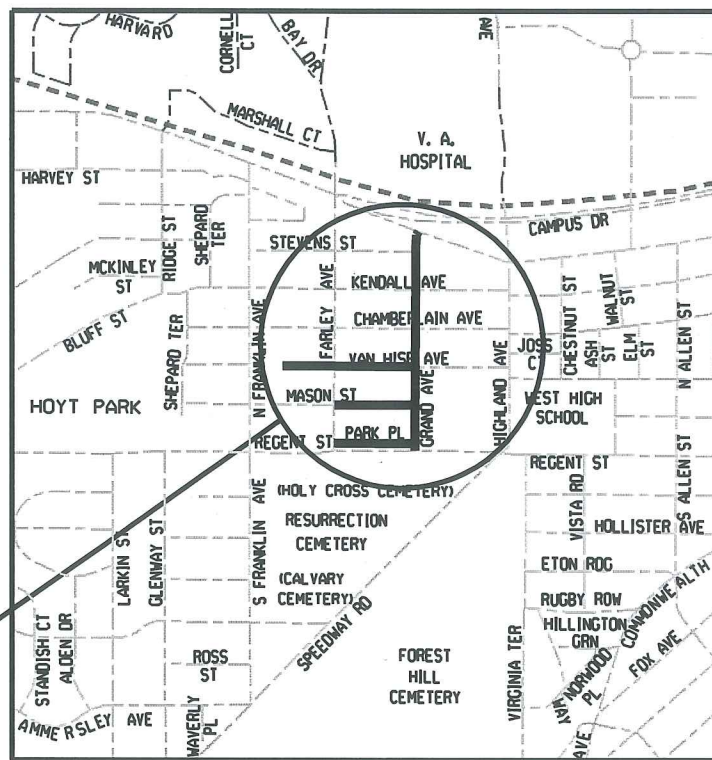 HARVARD
CORNELL
CT
BAY DR.
AVE
MARSHALL CT
V. A.
HOSPITAL
HARVEY ST
CAMPUS DR
RIDGE ST
SHEPARD
TER
STEVENS ST
MCKINLEY
ST
FARLEY AVE
KENDALL AVE
CHESTNUT ST
WALNUT
ST
BLUFF ST
CHAMBERLAIN AVE
SHEPARD TER
N FRANKLIN AVE
VAN HISE AVE
HIGHLAND AVE
JOSS
C
ASH
ST
ELM
ST
N ALLEN ST
HOYT PARK
MASON ST
GRAND AVE
WEST HIGH
SCHOOL
PARK PL
REGENT ST
REGENT ST
S FRANKLIN AVE
(HOLY CROSS CEMETERY)
RESURRECTION
CEMETERY
VISTA RD
S ALLEN ST
HOLLISTER AVE
LARKIN ST
GLENWAY ST
(CALVARY
CEMETERY)
ETON RDG
RUGBY ROW
STANDISH CT
ALDEN DR
SPEEDWAY RD
HILLINGTON
GRN
COMMONWEALTH
ROSS
ST
FOREST
HILL
CEMETERY
VIRGINIA TER
NORWOOD
PL
FOX AVE
AMMERSLEY AVE
WAVERLY
PL
WAY
AVE